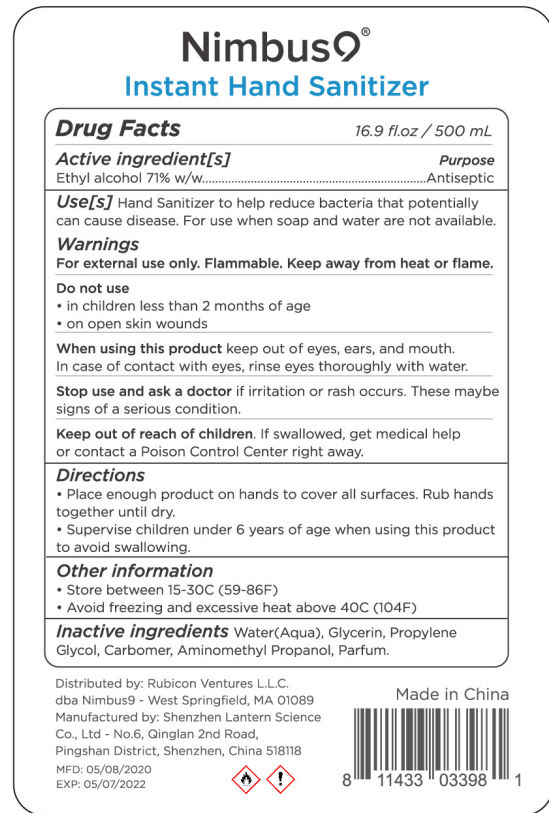 Nimbus9®
Instant Hand Sanitizer
Drug Facts 16.9 fl.oz / 500 mL
Active ingredient[s] Purpose
Ethyl alcohol 71% w/w......................................................................Antiseptic
Use[s] Hand Sanitizer to help reduce bacteria that potentially
can cause disease. For use when soap and water are not available.
Warnings
For external use only. Flammable. Keep away from heat or flame.
Do not use
• in children less than 2 months of age
• on open skin wounds
When using this product keep out of eyes, ears, and mouth.
In case of contact with eyes, rinse eyes thoroughly with water.
Stop use and ask a doctor if irritation or rash occurs. These maybe
signs of a serious condition.
Keep out of reach of children. If swallowed, get medical help
or contact a Poison Control Center right away.
Directions
• Place enough product on hands to cover all surfaces. Rub hands
together until dry.
• Supervise children under 6 years of age when using this product
to avoid swallowing.
Other information
• Store between 15-30C (59-86F)
• Avoid freezing and excessive heat above 40C (104F)
Inactive ingredients Water(Aqua), Glycerin, Propylene
Glycol, Carbomer, Aminomethyl Propanol, Parfum.
Distributed by: Rubicon Ventures L.L.C.
dba Nimbus9 - West Springfield, MA 01089
Manufactured by: Shenzhen Lantern Science
Co., Ltd - No.6, Qinglan 2nd Road,
Pingshan District, Shenzhen, China 518118
MFD: 05/08/2020
EXP: 05/07/2022
Made in China
8 11433 03398 1